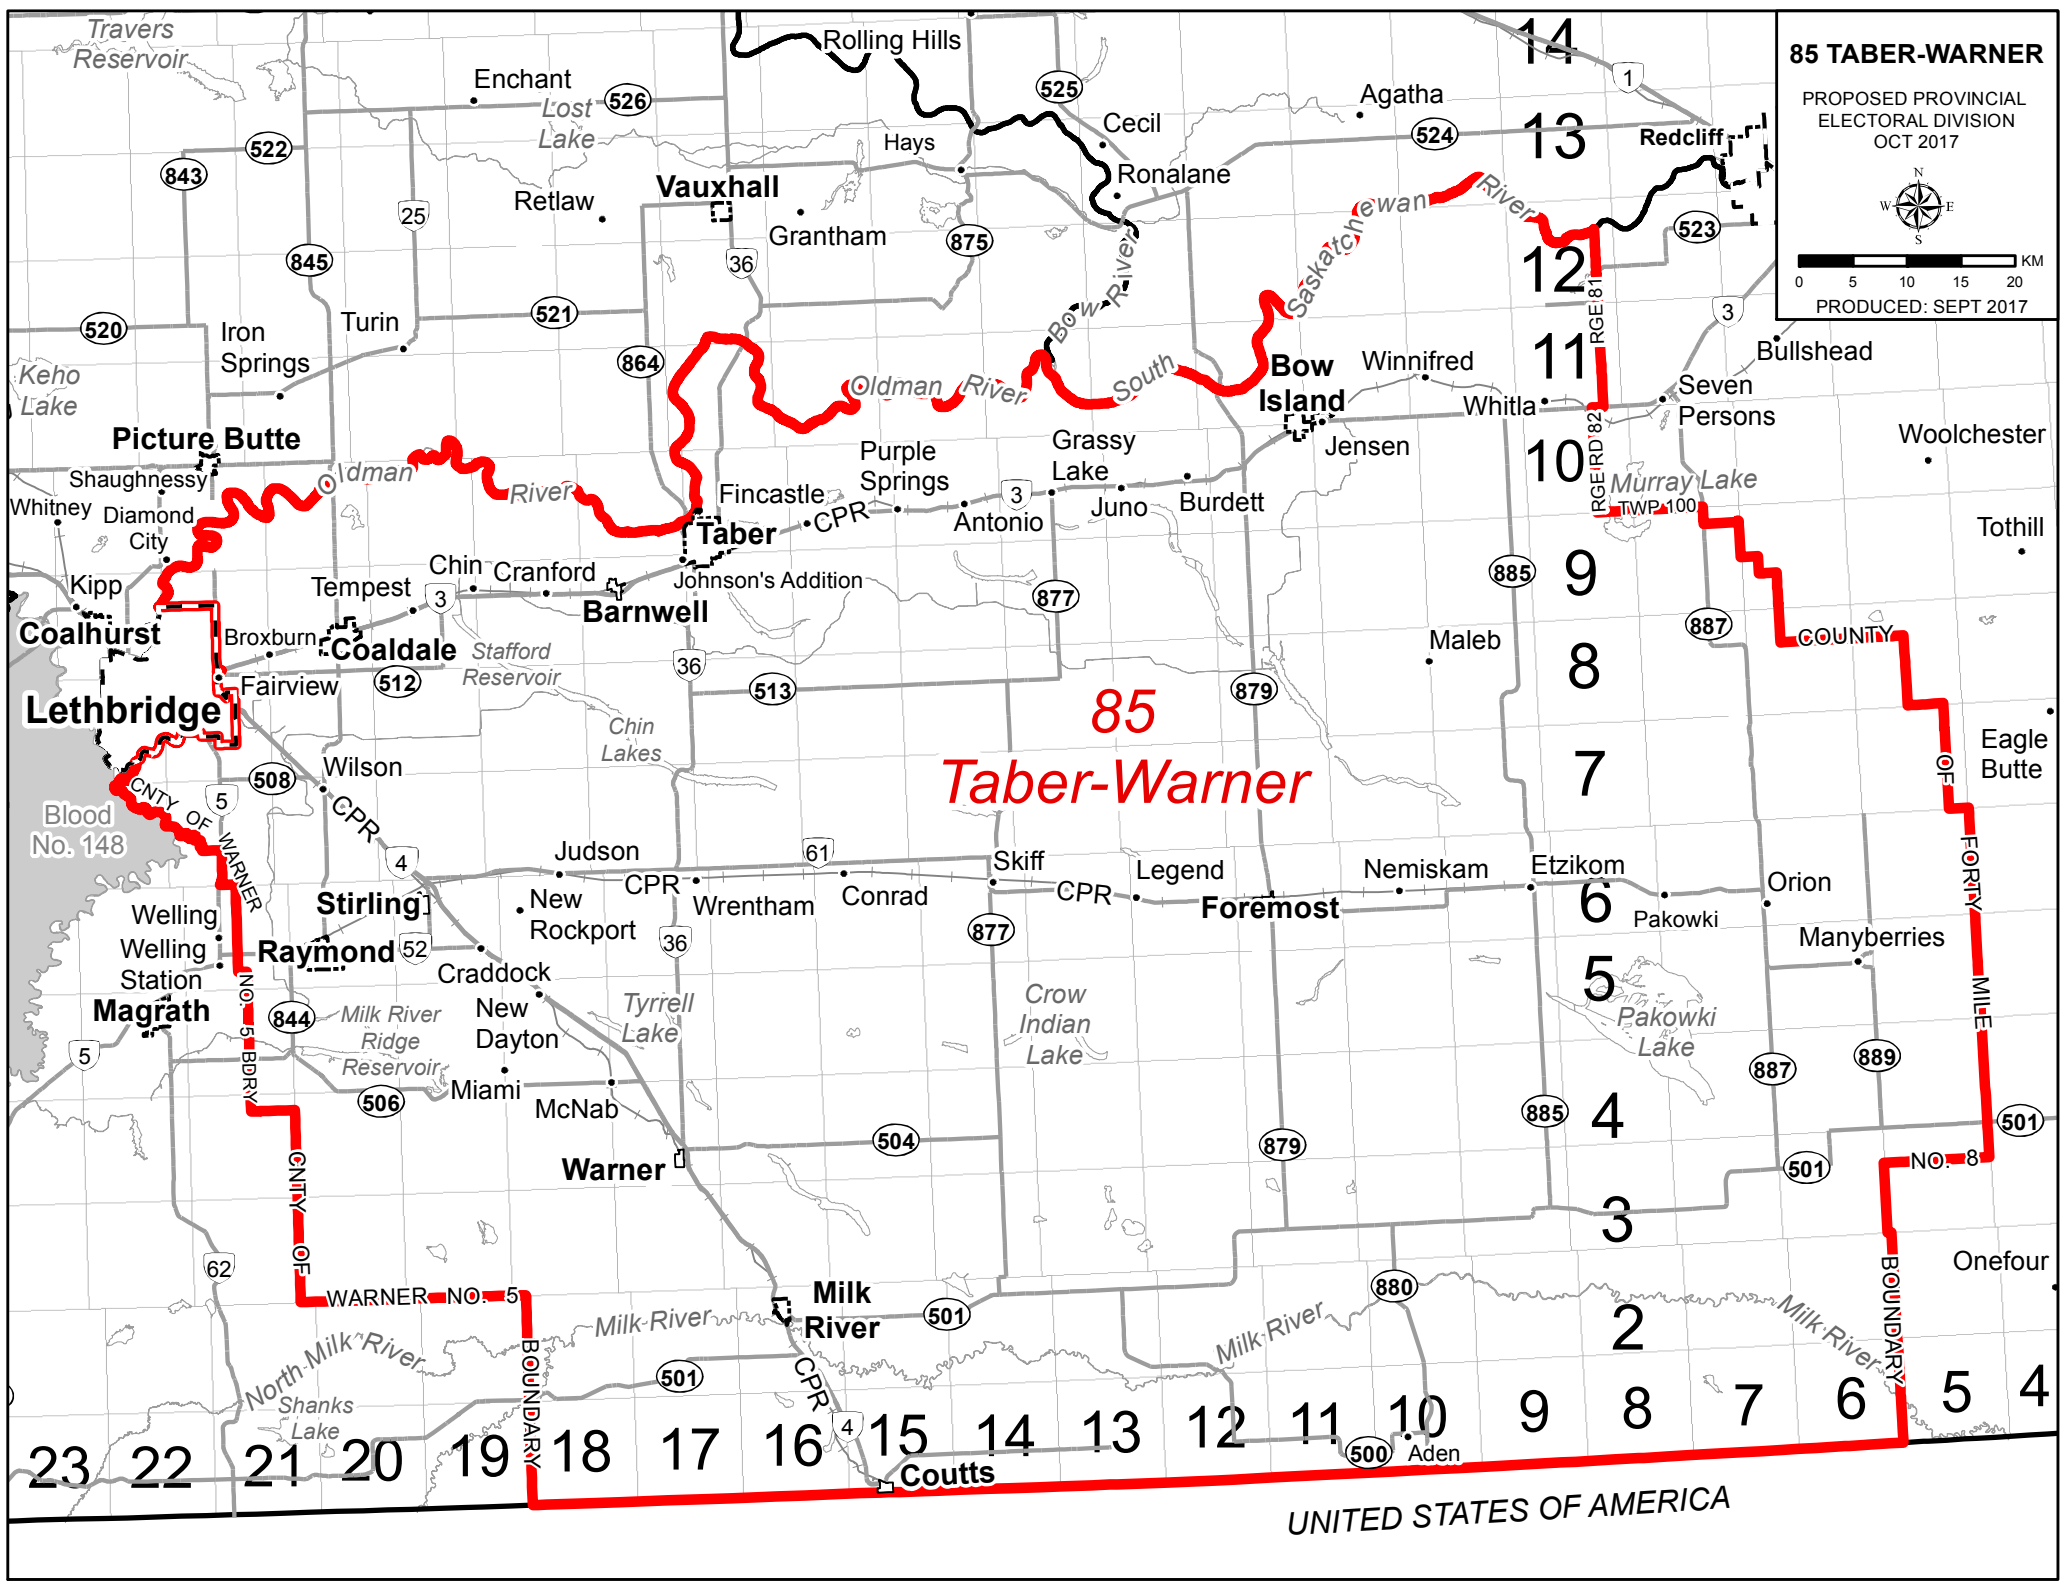 85 TABER-WARNER
PROPOSED PROVINCIAL
ELECTORAL DIVISION
OCT 2017
N
W E
S
KM
0 5 10 15 20
PRODUCED: SEPT 2017
Travers
Reservoir
Rolling Hills
14
1
Enchant
526
Lost
Lake
525
Agatha
Cecil
524
13
Redcliff
522
Hays
843
Retlaw
Vauxhall
Ronalane
25
Grantham
875
Saskatchewan River
523
845
36
12
Bow River
RGE 81
520
Iron
Springs
Turin
521
864
3
11
Bullshead
Keho
Lake
Oldman River
South
Bow
Island
Winnifred
Seven
Persons
Whitla
Picture Butte
Jensen
RGE RD 82
10
Woolchester
Shaughnessy
Oldman
River
Purple
Springs
Grassy
Lake
Murray Lake
TWP 100
Whitney
Diamond
City
Fincastle
CPR
3
Antonio
Juno
Burdett
Taber
Tothill
Kipp
Tempest
Chin
Cranford
Johnson's Addition
3
Barnwell
877
885
9
887
Coalhurst
Broxburn
Coaldale
Stafford
Reservoir
COUNTY
Maleb
8
Fairview
512
36
513
879
Lethbridge
85
Taber-Warner
Chin
Lakes
Eagle
Butte
OF
7
508
Wilson
CPR
CNTY
OF
WARNER
5
Blood
No. 148
4
Judson
61
Skiff
Legend
Nemiskam
Etzikom
FORTY
Orion
CPR
CPR
Stirling
New
Rockport
Wrentham
Conrad
Foremost
6
Pakowki
Welling
Welling
Station
Raymond
52
36
877
Manyberries
Craddock
5
NO. 5 BDRY
Magrath
844
Milk River
Ridge
Reservoir
New
Dayton
Tyrrell
Lake
Crow
Indian
Lake
Pakowki
Lake
MILE
5
887
889
506
Miami
McNab
885
4
501
504
879
Warner
501
NO. 8
CNTY
OF
3
62
Onefour
Milk
River
880
BOUNDARY
WARNER NO. 5
501
2
Milk River
Milk River
Milk River
North Milk River
501
BOUNDARY
CPR
Shanks
Lake
4
23 22 21 20 19 18 17 16 15 14 13 12 11 10 9 8 7 6 5 4
500
Aden
Coutts
UNITED STATES OF AMERICA